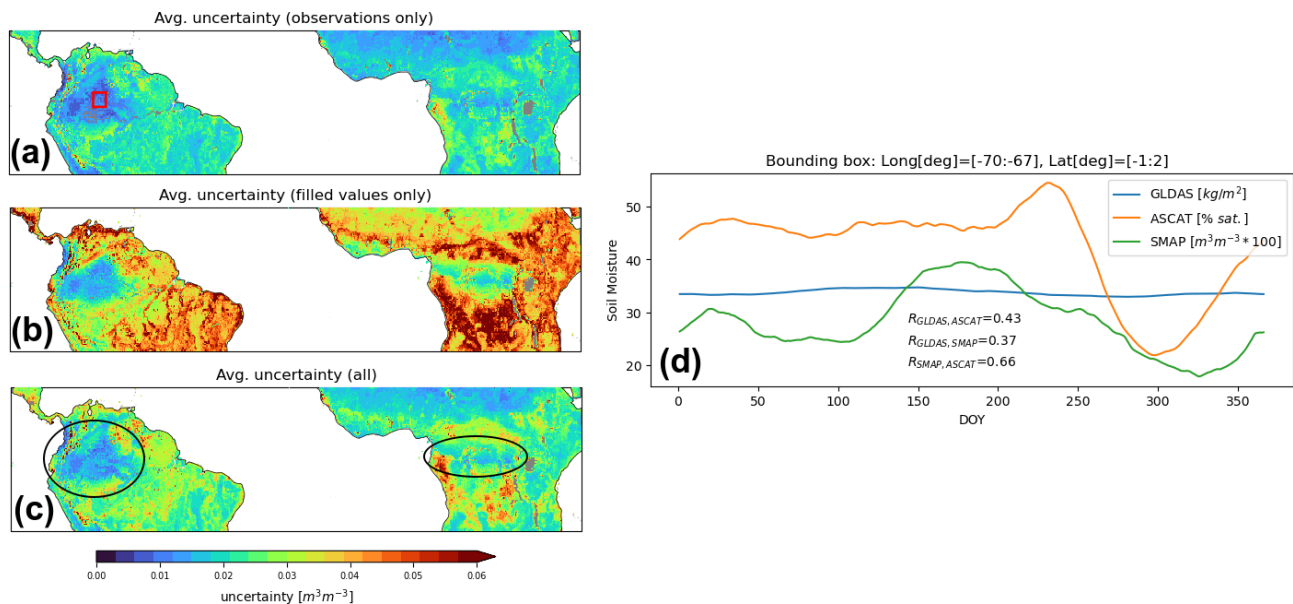 Avg. uncertainty (observations only)
(a)
Avg. uncertainty (filled values only)
(b)
Avg. uncertainty (all)
(c)
0.00 0.01 0.02 0.03 0.04 0.05 0.06
uncertainty [m³m⁻³]
Bounding box: Long[deg]=[-70:-67], Lat[deg]=[-1:2]
GLDAS [kg/m²]
ASCAT [% sat.]
SMAP [m³m⁻³ * 100]
Soil Moisture
50
40
30
20
R_GLDAS,ASCAT=0.43
R_GLDAS,SMAP=0.37
R_SMAP,ASCAT=0.66
(d)
0 50 100 150 200 250 300 350
DOY